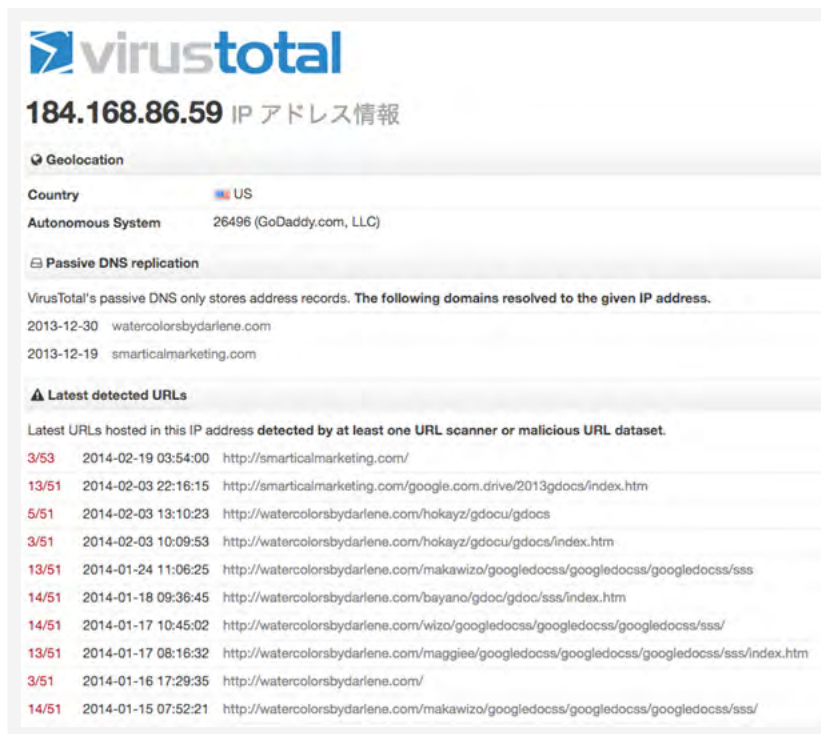 virustotal
184.168.86.59 IP アドレス情報
Geolocation
Country US
Autonomous System 26496 (GoDaddy.com, LLC)
Passive DNS replication
VirusTotal's passive DNS only stores address records. The following domains resolved to the given IP address.
2013-12-30 watercolorsbydarlene.com
2013-12-19 smarticalmarketing.com
Latest detected URLs
Latest URLs hosted in this IP address detected by at least one URL scanner or malicious URL dataset.
3/53 2014-02-19 03:54:00 http://smarticalmarketing.com/
13/51 2014-02-03 22:16:15 http://smarticalmarketing.com/google.com.drive/2013gdocs/index.htm
5/51 2014-02-03 13:10:23 http://watercolorsbydarlene.com/hokayz/gdocu/gdocs
3/51 2014-02-03 10:09:53 http://watercolorsbydarlene.com/hokayz/gdocu/gdocs/index.htm
13/51 2014-01-24 11:06:25 http://watercolorsbydarlene.com/makawizo/googledocss/googledocss/googledocss/sss
14/51 2014-01-18 09:36:45 http://watercolorsbydarlene.com/bayano/gdoc/gdoc/sss/index.htm
14/51 2014-01-17 10:45:02 http://watercolorsbydarlene.com/wizo/googledocss/googledocss/googledocss/sss/
13/51 2014-01-17 08:16:32 http://watercolorsbydarlene.com/maggiee/googledocss/googledocss/googledocss/sss/index.htm
3/51 2014-01-16 17:29:35 http://watercolorsbydarlene.com/
14/51 2014-01-15 07:52:21 http://watercolorsbydarlene.com/makawizo/googledocss/googledocss/googledocss/sss/